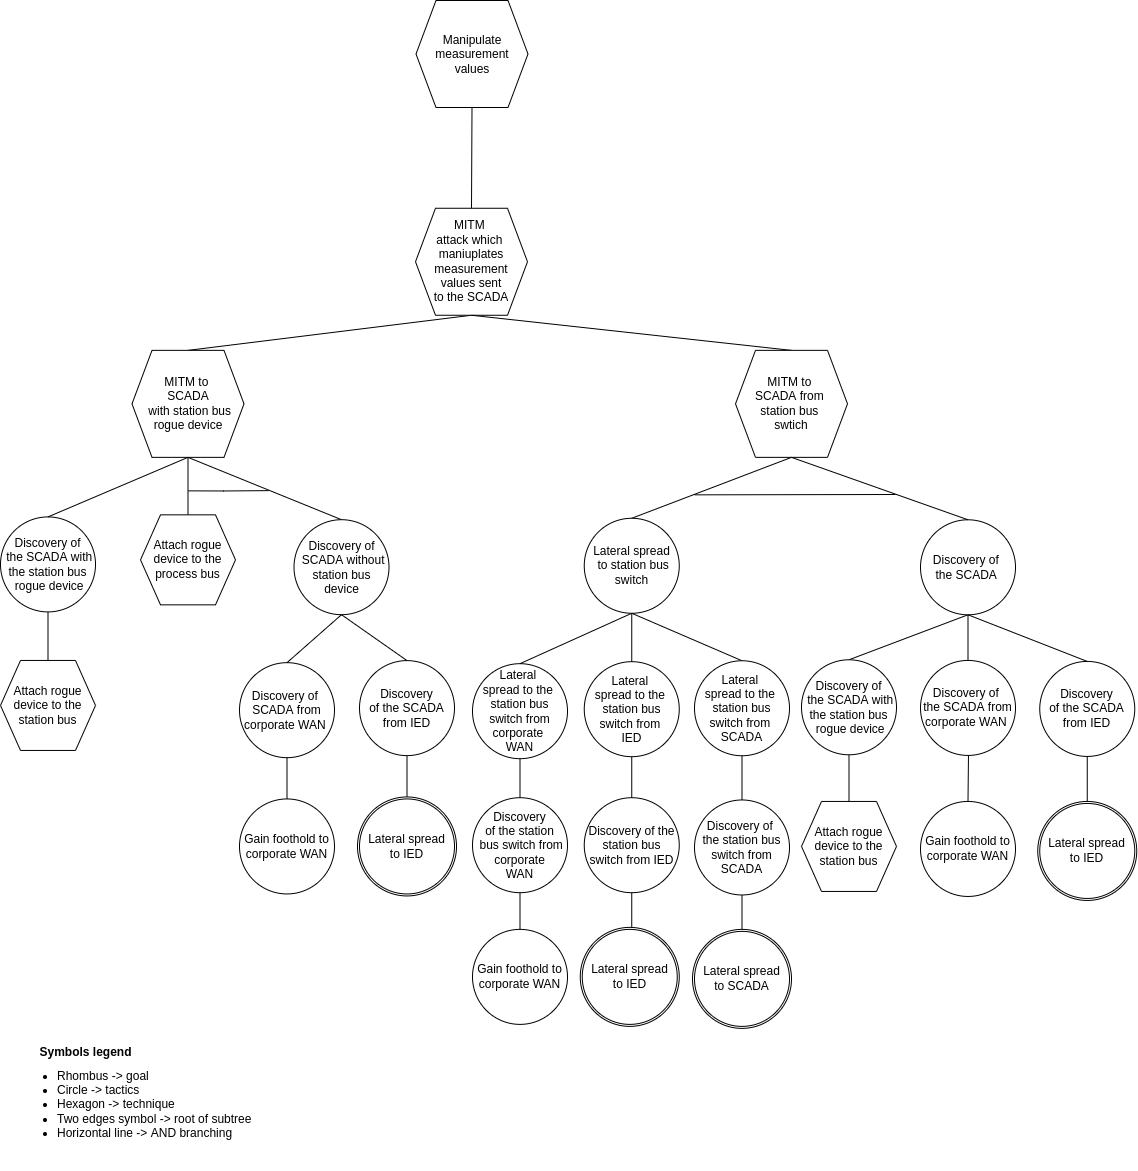 Manipulate
measurement
values
MITM
attack which
maniuplates
measurement
values sent
to the SCADA
MITM to
SCADA
with station bus
rogue device
MITM to
SCADA from
station bus
swtich
Discovery of
the SCADA with
the station bus
rogue device
Attach rogue
device to the
process bus
Discovery of
SCADA without
station bus
device
Lateral spread
to station bus
switch
Discovery of
the SCADA
Attach rogue
device to the
station bus
Discovery of
SCADA from
corporate WAN
Discovery
of the SCADA
from IED
Lateral
spread to the
station bus
switch from
corporate
WAN
Lateral
spread to the
station bus
switch from
IED
Lateral
spread to the
station bus
switch from
SCADA
Discovery of
the SCADA with
the station bus
rogue device
Discovery of
the SCADA from
corporate WAN
Discovery
of the SCADA
from IED
Gain foothold to
corporate WAN
Lateral spread
to IED
Discovery
of the station
bus switch from
corporate
WAN
Discovery of the
station bus
switch from IED
Discovery of
the station bus
switch from
SCADA
Attach rogue
device to the
station bus
Gain foothold to
corporate WAN
Lateral spread
to IED
Gain foothold to
corporate WAN
Lateral spread
to IED
Lateral spread
to SCADA
Symbols legend
• Rhombus -> goal
• Circle -> tactics
• Hexagon -> technique
• Two edges symbol -> root of subtree
• Horizontal line -> AND branching